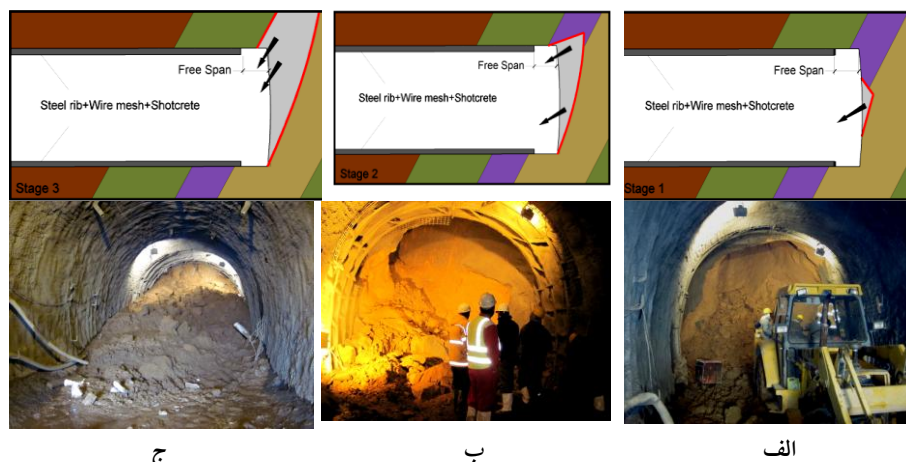 Free Span
Steel rib+Wire mesh+Shotcrete
Stage 3
Free Span
Steel rib+Wire mesh+Shotcrete
Stage 2
Free Span
Steel rib+Wire mesh+Shotcrete
Stage 1
الف
ب
ج